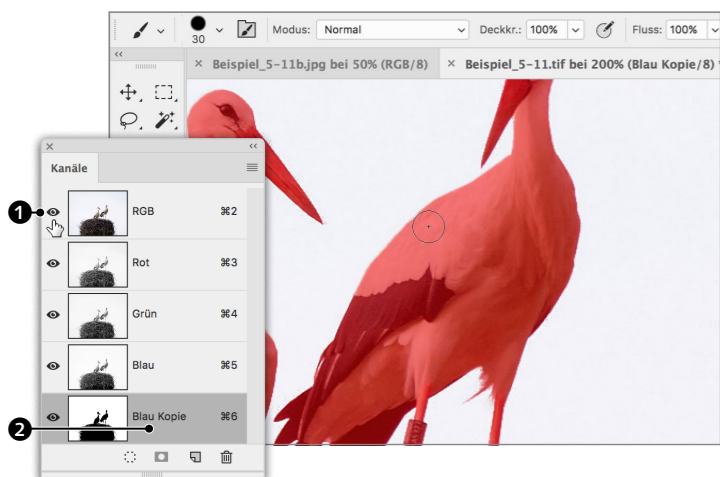 Modus: Normal Deckkr.: 100% Fluss: 100%
30
× Beispiel_5-11b.jpg bei 50% (RGB/8) × Beispiel_5-11.tif bei 200% (Blau Kopie/8) *
Kanäle
1 RGB ⌘2
Rot ⌘3
Grün ⌘4
Blau ⌘5
Blau Kopie ⌘6
2